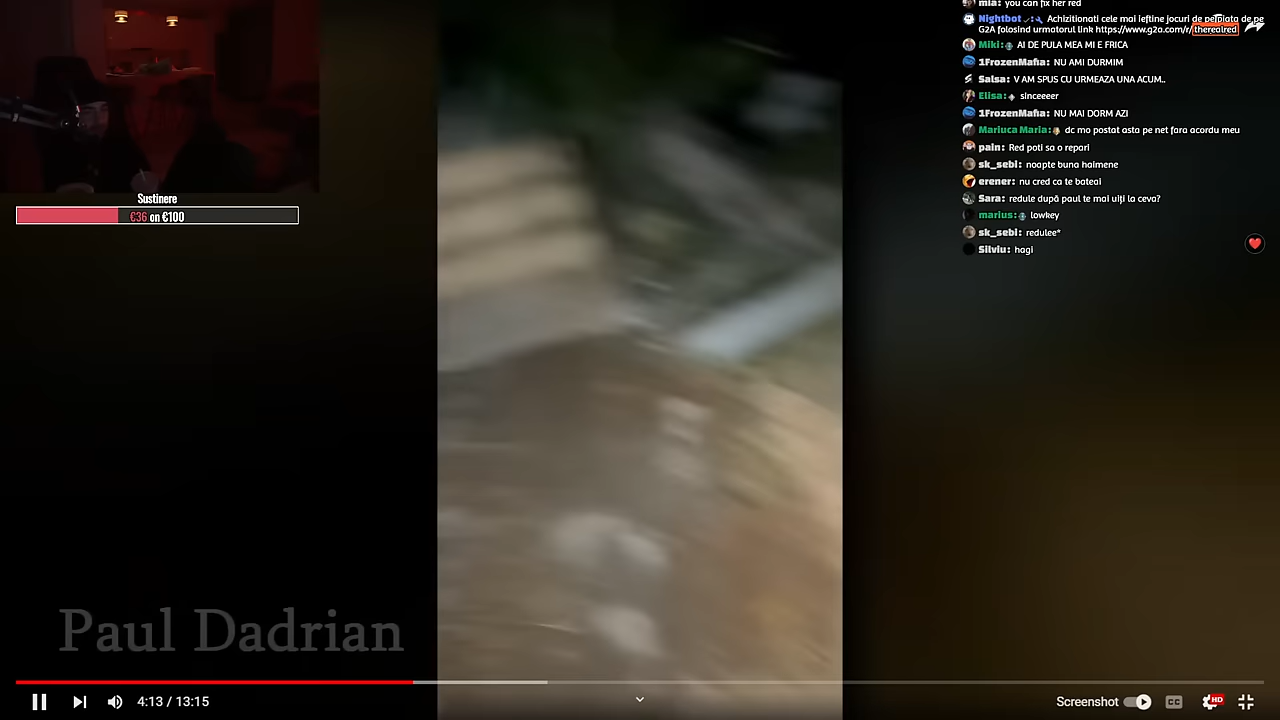 mia: you can fix her red
Nightbot: Achizitionati cele mai ieftine jocuri de pe piata de pe
G2A folosind urmatorul link https://www.g2a.com/r/therealred
Miki: AI DE PULA MEA MI E FRICA
1FrozenMafia: NU AMI DURMIM
Salsa: V AM SPUS CU URMEAZA UNA ACUM..
Elisa: sinceeeer
1FrozenMafia: NU MAI DORM AZI
Mariuca Maria: dc mo postat asta pe net fara acordu meu
pain: Red poti sa o repari
sk_sebi: noapte buna haimene
erener: nu cred ca te bateai
Sara: redule după paul te mai uiți la ceva?
marius: lowkey
sk_sebi: redulee*
Silviu: hagi
Sustinere
€36 on €100
Paul Dadrian
4:13 / 13:15
Screenshot
CC
HD